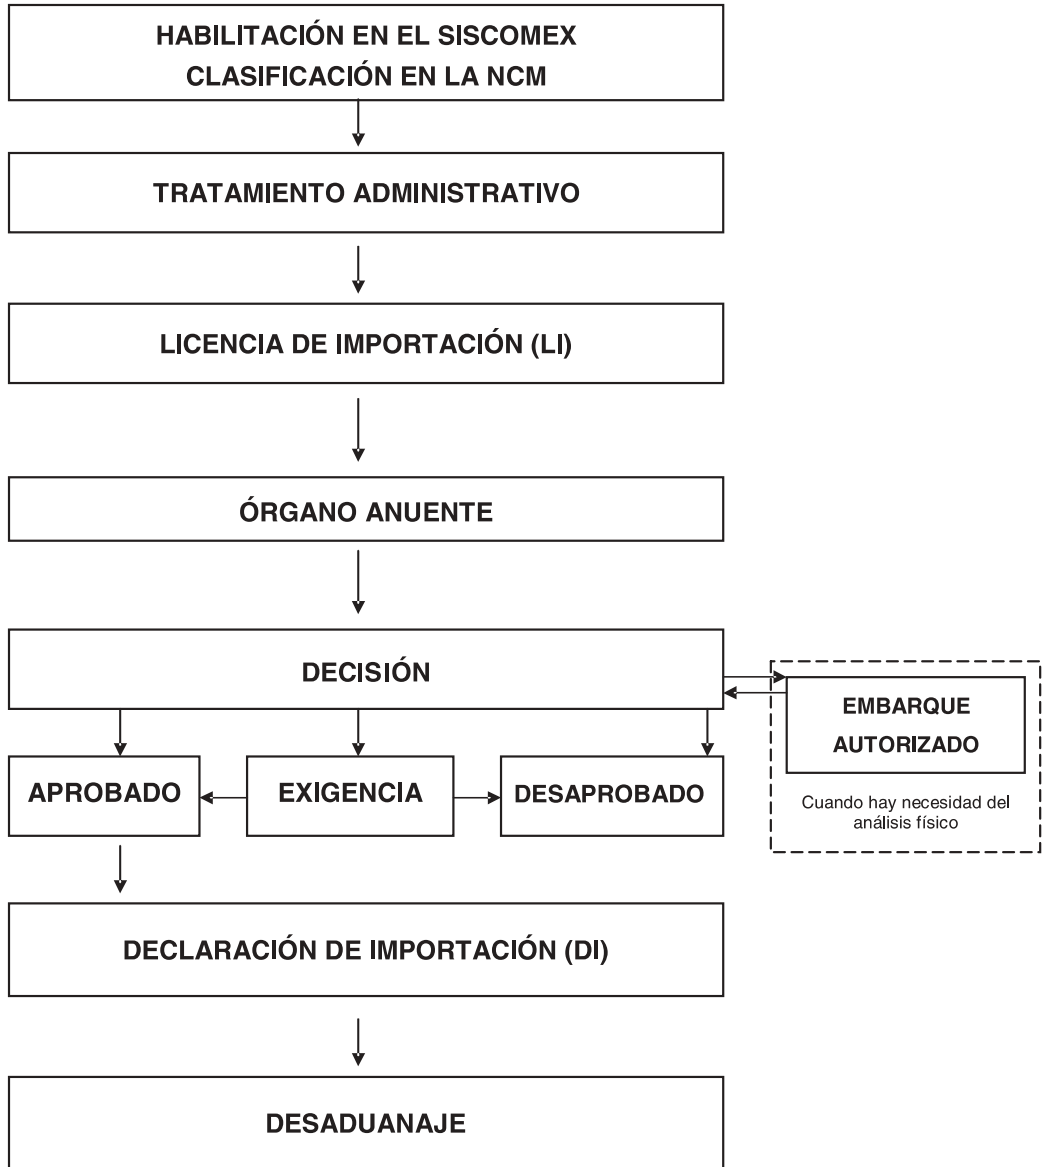 HABILITACIÓN EN EL SISCOMEX
CLASIFICACIÓN EN LA NCM
TRATAMIENTO ADMINISTRATIVO
LICENCIA DE IMPORTACIÓN (LI)
ÓRGANO ANUENTE
DECISIÓN
EMBARQUE
AUTORIZADO
Cuando hay necesidad del
análisis físico
APROBADO
EXIGENCIA
DESAPROBADO
DECLARACIÓN DE IMPORTACIÓN (DI)
DESADUANAJE